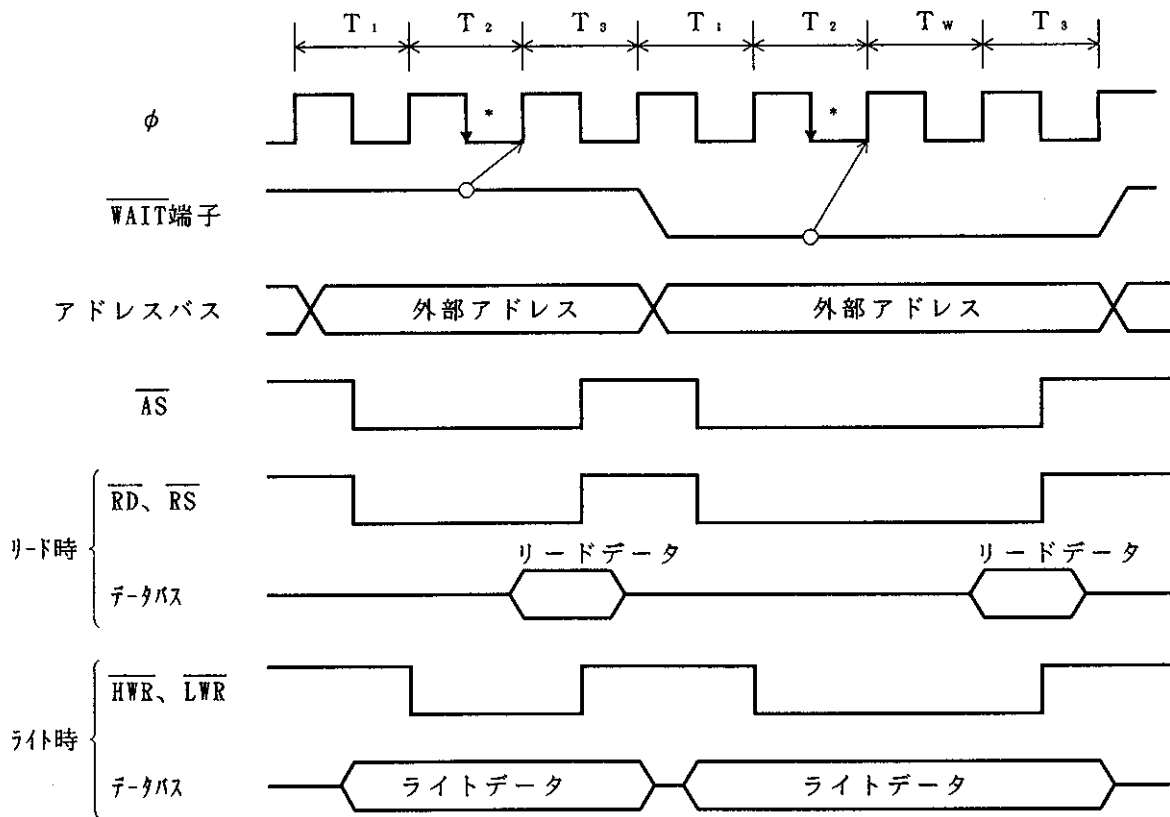 T₁ T₂ T₃ T₁ T₂ Tw T₃
φ * *
WAIT端子
アドレスバス 外部アドレス 外部アドレス
AS
リード時
RD、RS
リードデータ リードデータ
データバス
ライト時
HWR、LWR
データバス ライトデータ ライトデータ